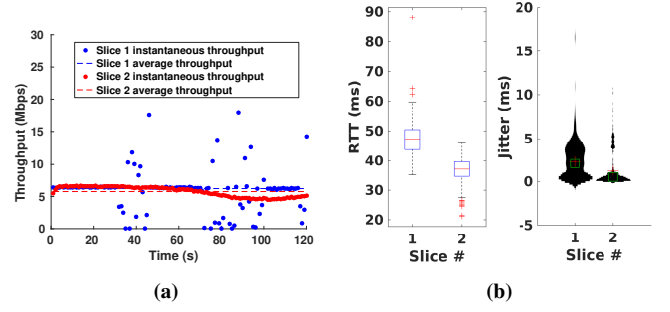 Slice 1 instantaneous throughput
Slice 1 average throughput
Slice 2 instantaneous throughput
Slice 2 average throughput
Throughput (Mbps)
30
25
20
15
10
5
0
0 20 40 60 80 100 120
Time (s)
(a)
RTT (ms)
90
80
70
60
50
40
30
20
1 2
Slice #
Jitter (ms)
20
15
10
5
0
-5
1 2
Slice #
(b)